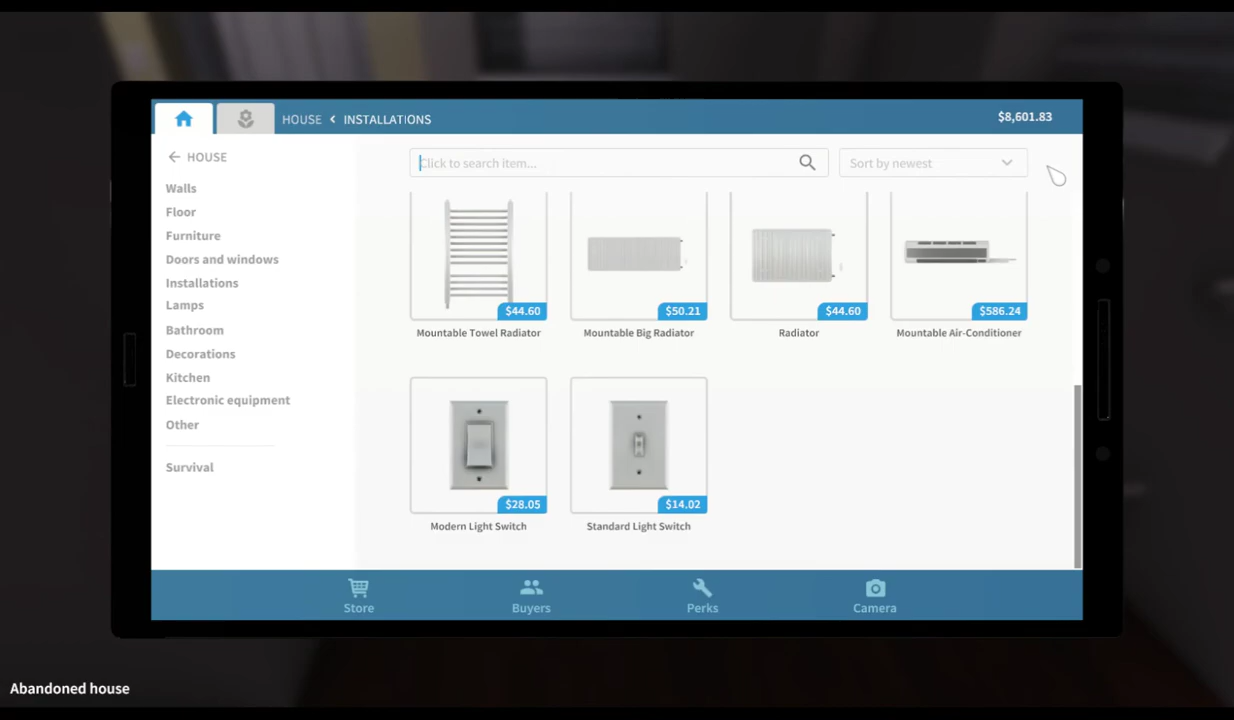 HOUSE < INSTALLATIONS
$8,601.83
← HOUSE
Click to search item...
Sort by newest
Walls
Floor
Furniture
Doors and windows
Installations
Lamps
Bathroom
Decorations
Kitchen
Electronic equipment
Other
Survival
$44.60
$50.21
$44.60
$586.24
Mountable Towel Radiator
Mountable Big Radiator
Radiator
Mountable Air-Conditioner
$28.05
$14.02
Modern Light Switch
Standard Light Switch
Store
Buyers
Perks
Camera
Abandoned house